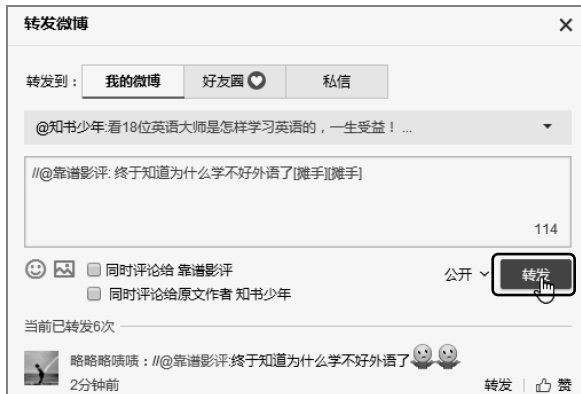 转发微博
转发到： 我的微博 好友圈 私信
@知书少年:看18位英语大师是怎样学习英语的，一生受益！...
//@靠谱影评: 终于知道为什么学不好外语了[摊手][摊手]
114
同时评论给 靠谱影评 公开 转发
同时评论给原文作者 知书少年
当前已转发6次
略略略啧啧：//@靠谱影评:终于知道为什么学不好外语了
2分钟前 转发 赞